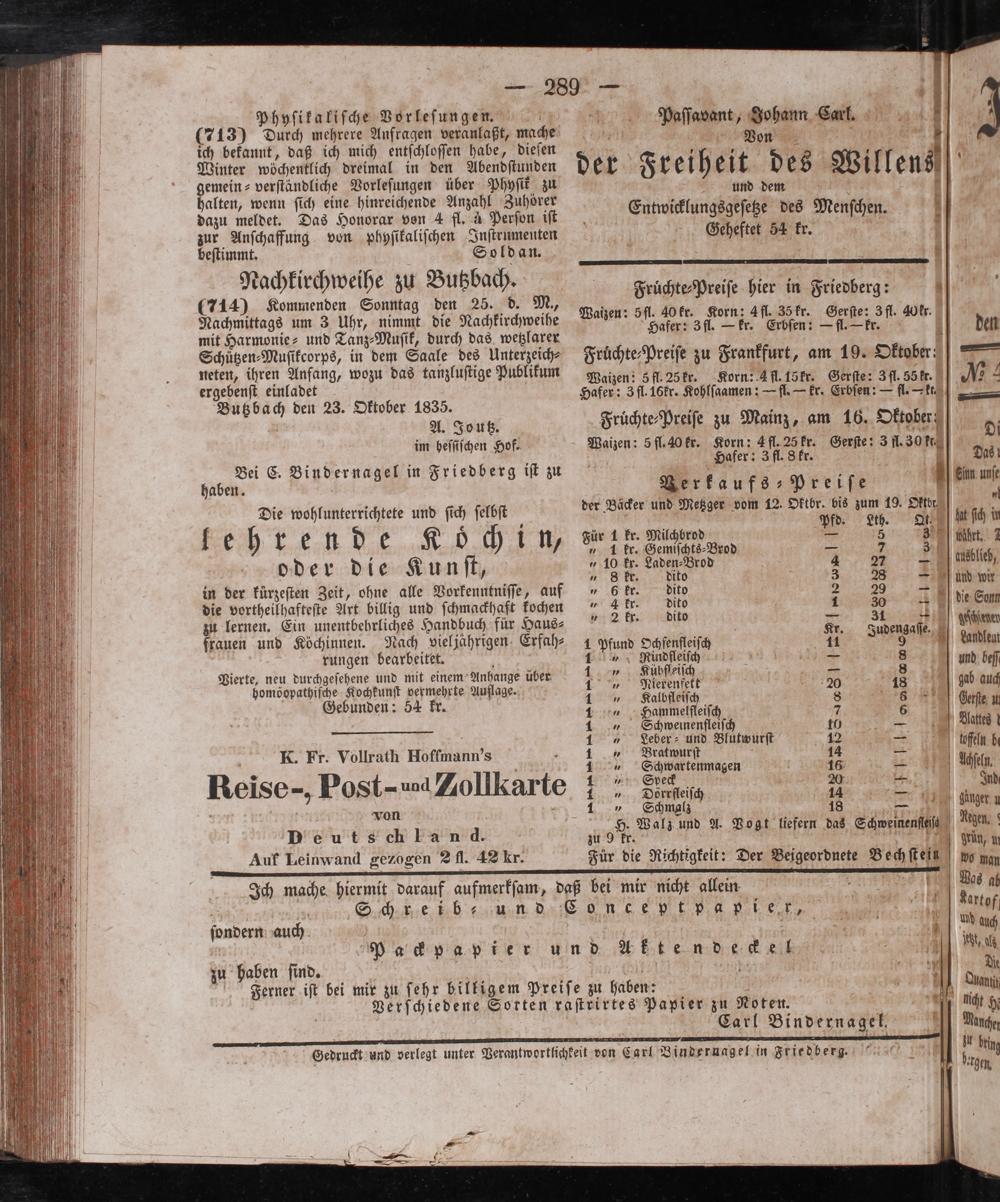 — 289 —
Physikalische Vorlesungen.
(713) Durch mehrere Anfragen veranlaßt, mache
ich bekannt, daß ich mich entschlossen habe, diesen
Winter wöchentlich dreimal in den Abendstunden
gemein-verständliche Vorlesungen über Physik zu
halten, wenn sich eine hinreichende Anzahl Zuhörer
dazu meldet. Das Honorar von 4 fl. à Person ist
zur Anschaffung von physikalischen Instrumenten
bestimmt. Soldan.
Nachkirchweihe zu Butzbach.
(714) Kommenden Sonntag den 25. d. M.,
Nachmittags um 3 Uhr, nimmt die Nachkirchweihe
mit Harmonie- und Tanz-Musik, durch das wetzlarer
Schützen-Musikcorps, in dem Saale des Unterzeich-
neten, ihren Anfang, wozu das tanzlustige Publikum
ergebenst einladet
Butzbach den 23. Oktober 1835.
A. Joutz.
im hessischen Hof.
Bei C. Bindernagel in Friedberg ist zu
haben.
Die wohlunterrichtete und sich selbst
lehrende Köchin,
oder die Kunst,
in der kürzesten Zeit, ohne alle Vorkenntnisse, auf
die vortheilhafteste Art billig und schmackhaft kochen
zu lernen. Ein unentbehrliches Handbuch für Haus-
frauen und Köchinnen. Nach vieljährigen Erfah-
rungen bearbeitet.
Vierte, neu durchgesehene und mit einem Anhange über
homöopathische Kochkunst vermehrte Auflage.
Gebunden: 54 kr.
K. Fr. Vollrath Hoffmann's
Reise-, Post- und Zollkarte
von
Deutschland.
Auf Leinwand gezogen 2 fl. 42 kr.
Passavant, Johann Carl.
Von
der Freiheit des Willens
und dem
Entwicklungsgesetze des Menschen.
Geheftet 54 kr.
Früchte-Preise hier in Friedberg:
Waizen: 5 fl. 40 kr. Korn: 4 fl. 35 kr. Gerste: 3 fl. 40 kr.
Hafer: 3 fl. — kr. Erbsen: — fl. — kr.
Früchte-Preise zu Frankfurt, am 19. Oktober:
Waizen: 5 fl. 25 kr. Korn: 4 fl. 15 kr. Gerste: 3 fl. 55 kr.
Hafer: 3 fl. 16 kr. Kohlsaamen: — fl. — kr. Erbsen: — fl. — kr.
Früchte-Preise zu Mainz, am 16. Oktober:
Waizen: 5 fl. 40 kr. Korn: 4 fl. 25 kr. Gerste: 3 fl. 30 kr.
Hafer: 3 fl. 8 kr.
Verkaufs-Preise
der Bäcker und Metzger vom 12. Oktbr. bis zum 19. Oktbr.
Pfd. Lth. Qt.
Für 1 kr. Milchbrod — 5 3
„ 1 kr. Gemischts-Brod — 7 3
„ 10 kr. Laden-Brod 4 27 —
„ 8 kr. dito 3 28 —
„ 6 kr. dito 2 29 —
„ 4 kr. dito 1 30 —
„ 2 kr. dito — 31 —
Kr. Judengasse.
1 Pfund Ochsenfleisch 11 9
1 „ Rindfleisch — 8
1 „ Kühfleisch — 8
1 „ Nierenfett 20 18
1 „ Kalbfleisch 8 6
1 „ Hammelfleisch 7 6
1 „ Schweinenfleisch 10 —
1 „ Leber- und Blutwurst 12 —
1 „ Bratwurst 14 —
1 „ Schwartenmagen 16 —
1 „ Speck 20 —
1 „ Dörrfleisch 14 —
1 „ Schmalz 18 —
H. Walz und A. Vogt liefern das Schweinenfleisch
zu 9 kr.
Für die Richtigkeit: Der Beigeordnete Bechstein
Ich mache hiermit darauf aufmerksam, daß bei mir nicht allein
Schreib- und Conceptpapier,
sondern auch
Packpapier und Aktendeckel
zu haben sind.
Ferner ist bei mir zu sehr billigem Preise zu haben:
Verschiedene Sorten rastrirtes Papier zu Noten.
Carl Bindernagel.
Gedruckt und verlegt unter Verantwortlichkeit von Carl Bindernagel in Friedberg.